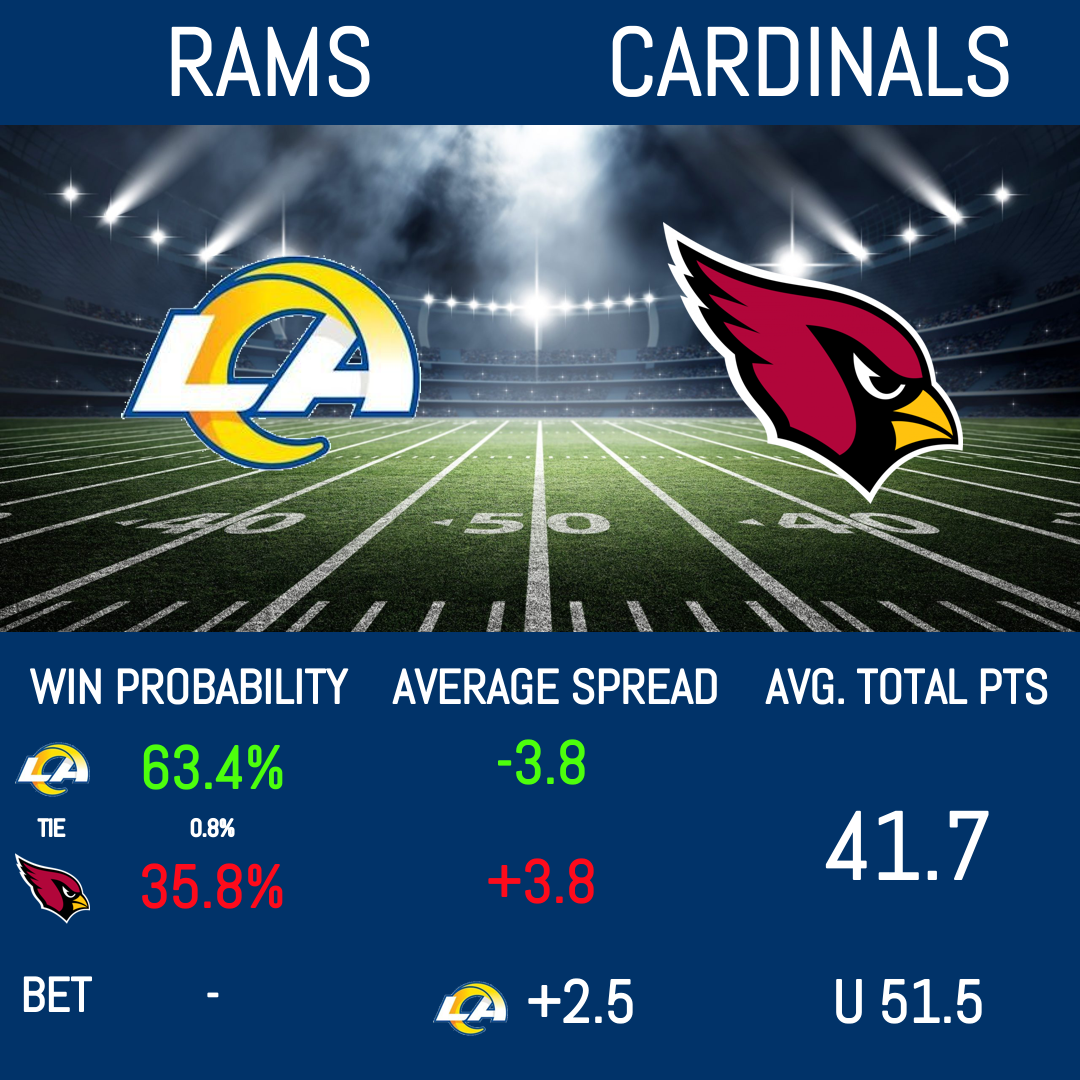 RAMS CARDINALS
LA
40 50 40
WIN PROBABILITY AVERAGE SPREAD AVG. TOTAL PTS
LA 63.4% -3.8
TIE 0.8% 41.7
35.8% +3.8
BET - LA +2.5 U 51.5